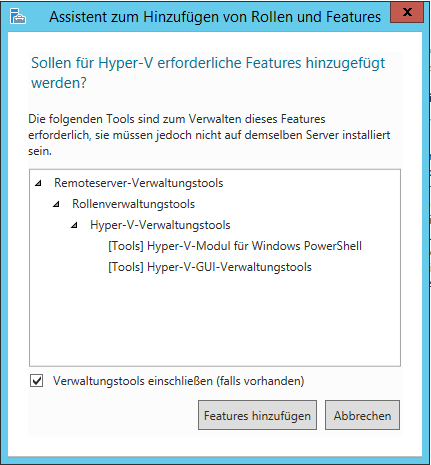 Assistent zum Hinzufügen von Rollen und Features
x
Sollen für Hyper-V erforderliche Features hinzugefügt
werden?
Die folgenden Tools sind zum Verwalten dieses Features
erforderlich, sie müssen jedoch nicht auf demselben Server installiert
sein.
Remoteserver-Verwaltungstools
Rollenverwaltungstools
Hyper-V-Verwaltungstools
[Tools] Hyper-V-Modul für Windows PowerShell
[Tools] Hyper-V-GUI-Verwaltungstools
Verwaltungstools einschließen (falls vorhanden)
Features hinzufügen
Abbrechen